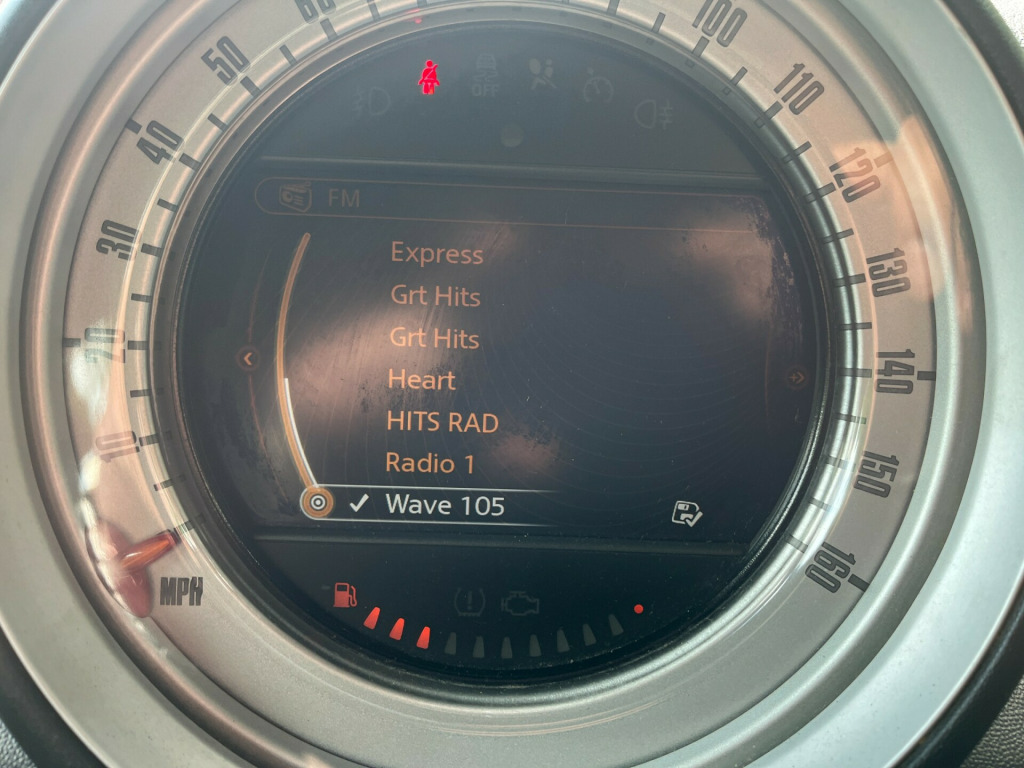 60
50
100
OFF
110
40
120
FM
30
Express
130
Grt Hits
Grt Hits
20
Heart
140
HITS RAD
10
Radio 1
150
Wave 105
160
MPH